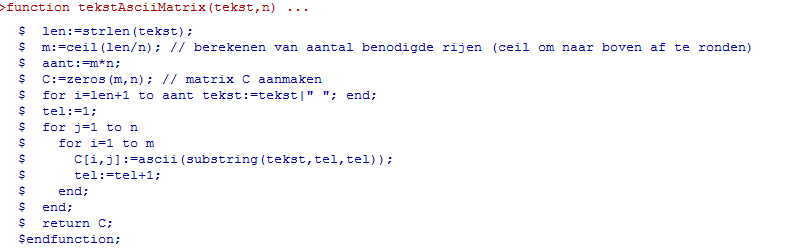 >function tekstAsciiMatrix(tekst,n) ...
$  len:=strlen(tekst);
$  m:=ceil(len/n); // berekenen van aantal benodigde rijen (ceil om naar boven af te ronden)
$  aant:=m*n;
$  C:=zeros(m,n); // matrix C aanmaken
$  for i=len+1 to aant tekst:=tekst|" "; end;
$  tel:=1;
$  for j=1 to n
$    for i=1 to m
$      C[i,j]:=ascii(substring(tekst,tel,tel));
$      tel:=tel+1;
$    end;
$  end;
$  return C;
$endfunction;